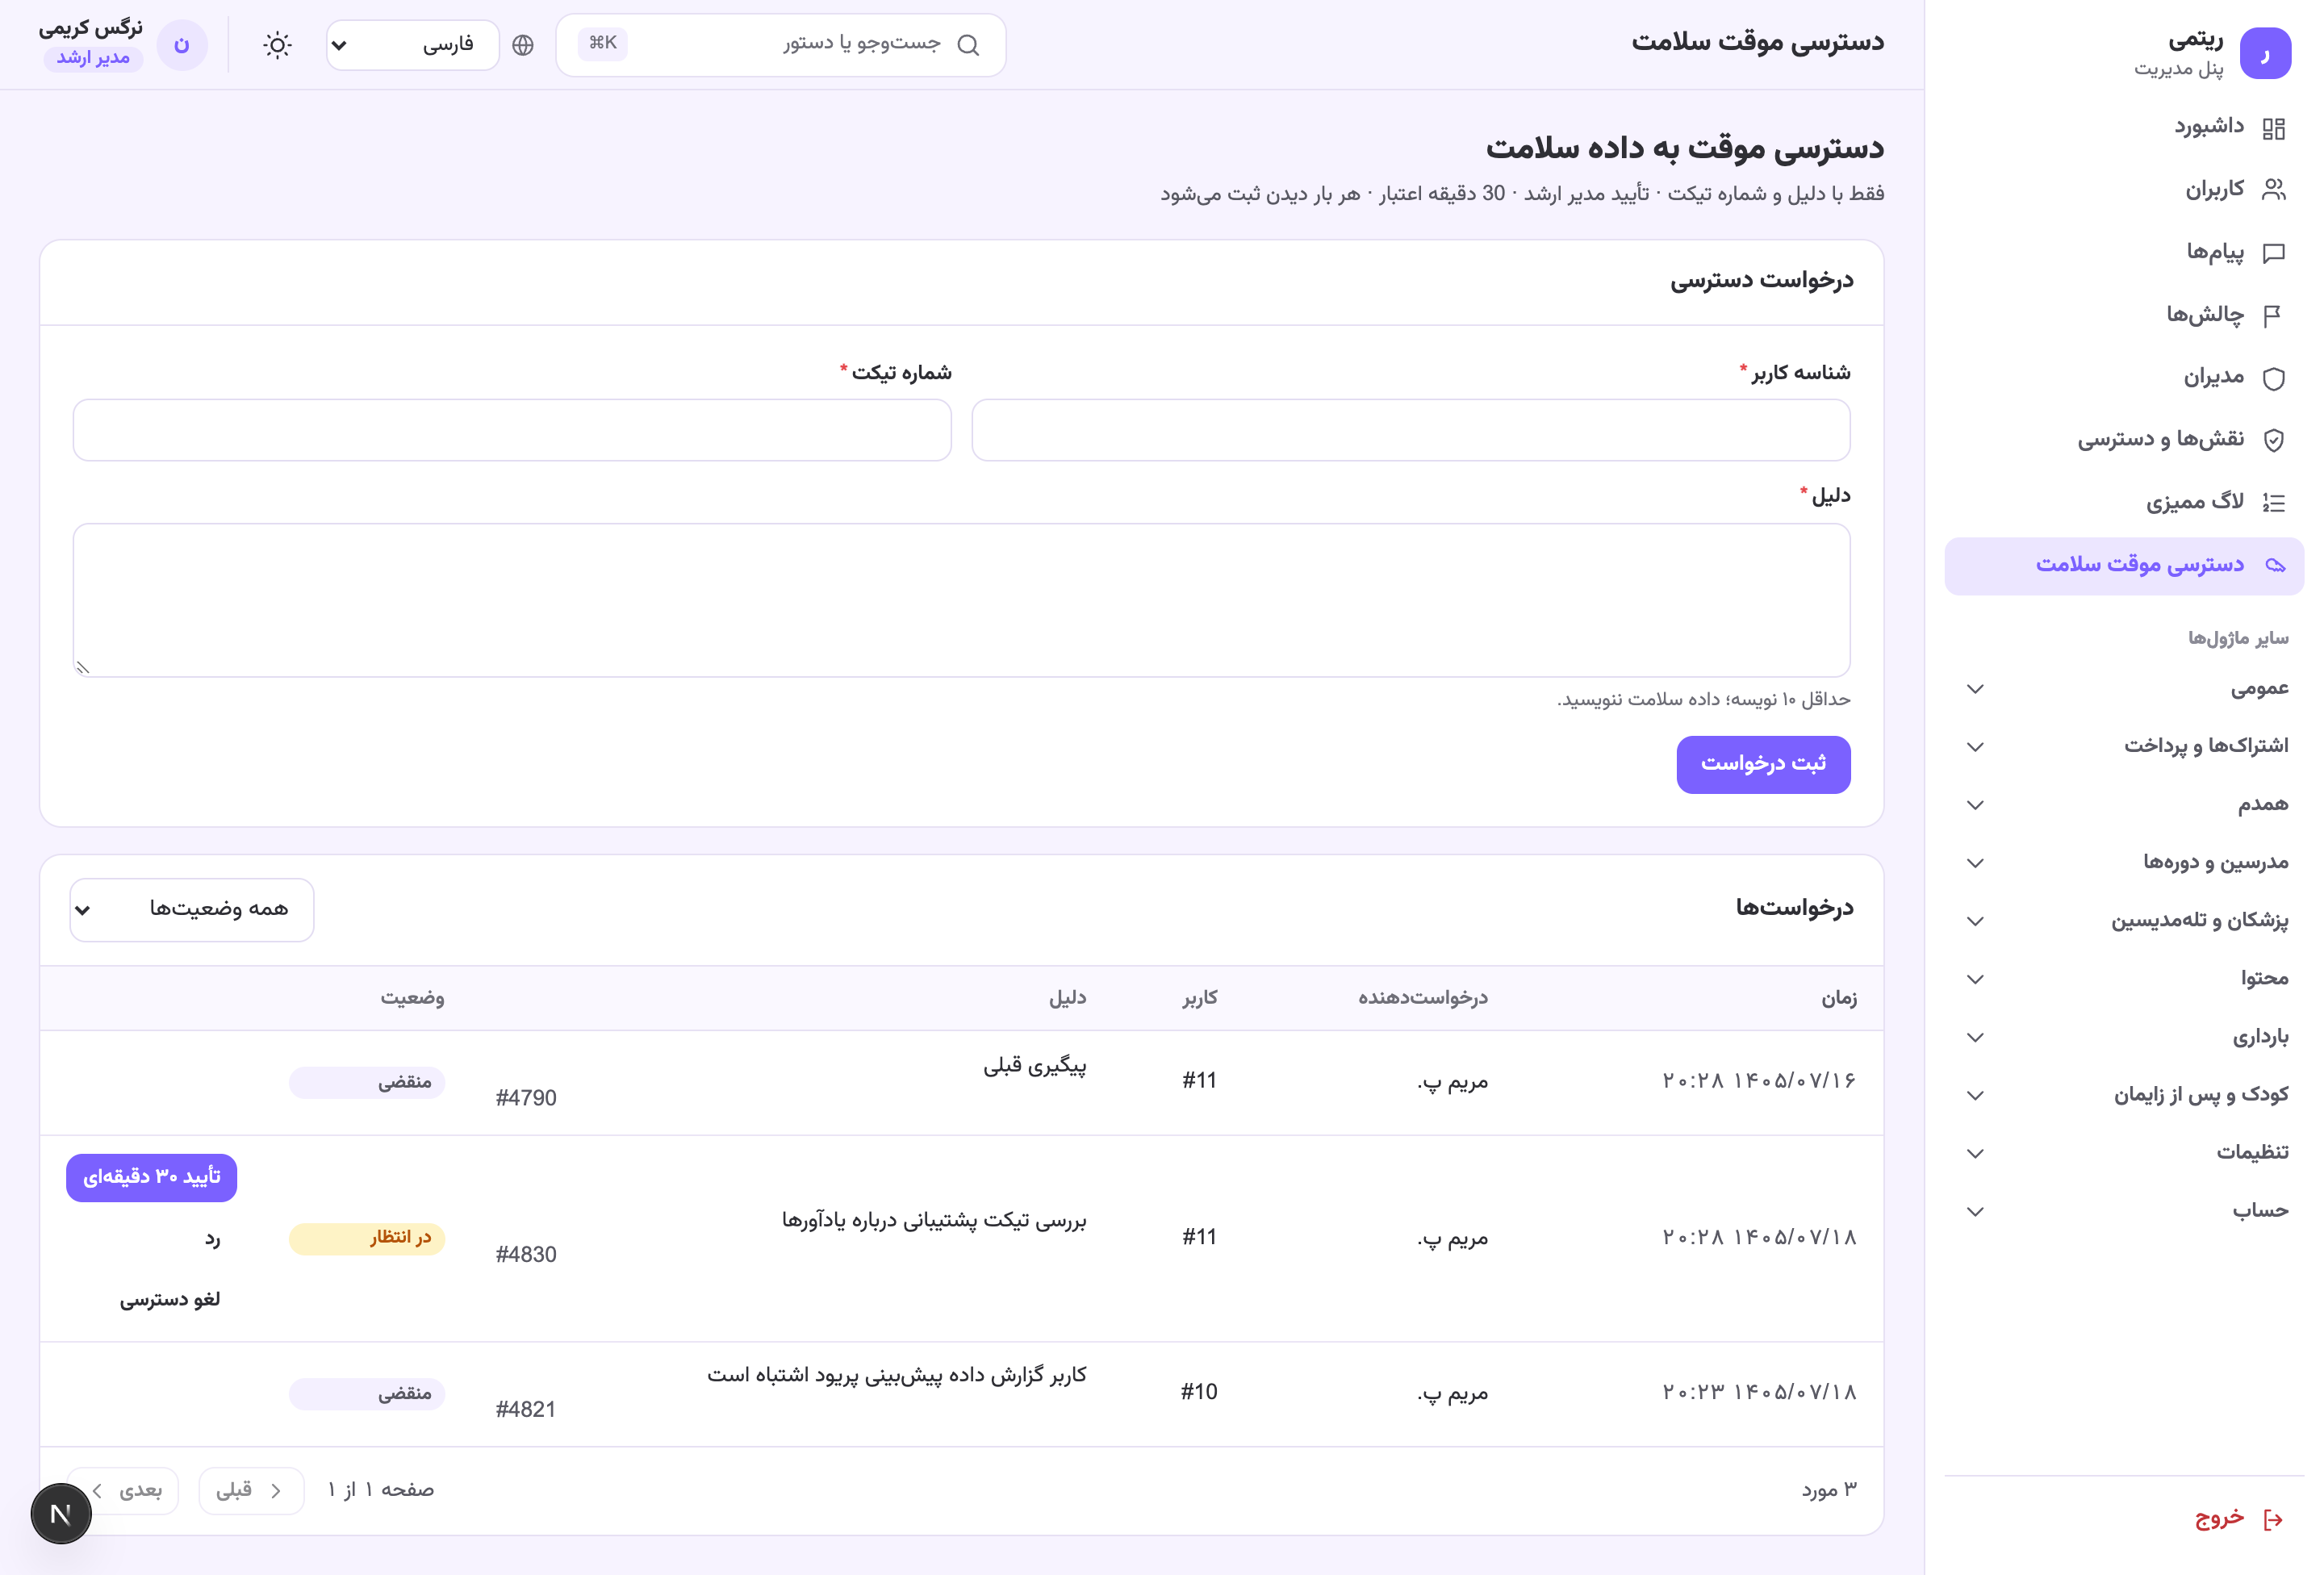 ر
ریتمی
پنل مدیریت
داشبورد
کاربران
پیام‌ها
چالش‌ها
مدیران
نقش‌ها و دسترسی
لاگ ممیزی
دسترسی موقت سلامت
سایر ماژول‌ها
عمومی
اشتراک‌ها و پرداخت
همدم
مدرسین و دوره‌ها
پزشکان و تله‌مدیسین
محتوا
بارداری
کودک و پس از زایمان
تنظیمات
حساب
خروج
دسترسی موقت سلامت
جست‌وجو یا دستور
⌘K
فارسی
ن
نرگس کریمی
مدیر ارشد
دسترسی موقت به داده سلامت
فقط با دلیل و شماره تیکت · تأیید مدیر ارشد · 30 دقیقه اعتبار · هر بار دیدن ثبت می‌شود
درخواست دسترسی
شناسه کاربر *
شماره تیکت *
دلیل *
حداقل ۱۰ نویسه؛ داده سلامت ننویسید.
ثبت درخواست
درخواست‌ها
همه وضعیت‌ها
زمان درخواست‌دهنده کاربر دلیل وضعیت
۱۴۰۵/۰۷/۱۶ ۲۰:۲۸ مریم پ. #11 پیگیری قبلی
#4790 منقضی
۱۴۰۵/۰۷/۱۸ ۲۰:۲۸ مریم پ. #11 بررسی تیکت پشتیبانی درباره یادآورها
#4830 در انتظار
تأیید ۳۰ دقیقه‌ای
رد
لغو دسترسی
۱۴۰۵/۰۷/۱۸ ۲۰:۲۳ مریم پ. #10 کاربر گزارش داده پیش‌بینی پریود اشتباه است
#4821 منقضی
۳ مورد
صفحه ۱ از ۱
قبلی
بعدی
N